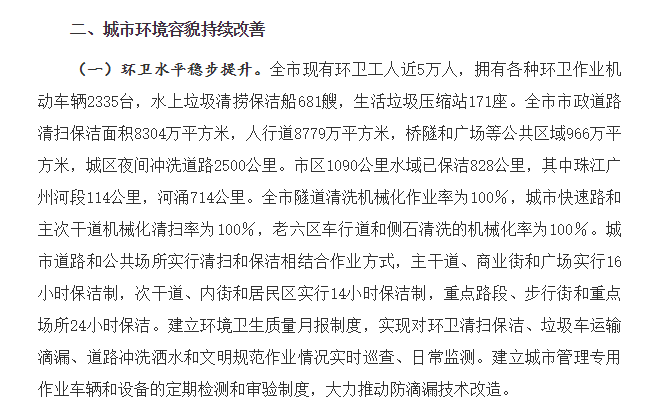 二、城市环境容貌持续改善
（一）环卫水平稳步提升。全市现有环卫工人近5万人，拥有各种环卫作业机
动车辆2335台，水上垃圾清捞保洁船681艘，生活垃圾压缩站171座。全市市政道路
清扫保洁面积8304万平方米，人行道8779万平方米，桥隧和广场等公共区域966万平
方米，城区夜间冲洗道路2500公里。市区1090公里水域已保洁828公里，其中珠江广
州河段114公里，河涌714公里。全市隧道清洗机械化作业率为100%，城市快速路和
主次干道机械化清扫率为100%，老六区车行道和侧石清洗的机械化率为100%。城
市道路和公共场所实行清扫和保洁相结合作业方式，主干道、商业街和广场实行16
小时保洁制，次干道、内街和居民区实行14小时保洁制，重点路段、步行街和重点
场所24小时保洁。建立环境卫生质量月报制度，实现对环卫清扫保洁、垃圾车运输
滴漏、道路冲洗洒水和文明规范作业情况实时巡查、日常监测。建立城市管理专用
作业车辆和设备的定期检测和审验制度，大力推动防滴漏技术改造。